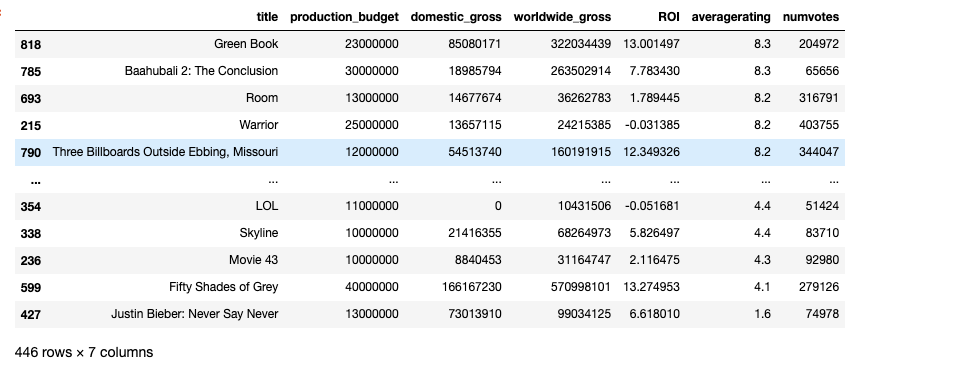 title production_budget domestic_gross worldwide_gross ROI averagerating numvotes
818 Green Book 23000000 85080171 322034439 13.001497 8.3 204972
785 Baahubali 2: The Conclusion 30000000 18985794 263502914 7.783430 8.3 65656
693 Room 13000000 14677674 36262783 1.789445 8.2 316791
215 Warrior 25000000 13657115 24215385 -0.031385 8.2 403755
790 Three Billboards Outside Ebbing, Missouri 12000000 54513740 160191915 12.349326 8.2 344047
... ... ... ... ... ... ... ...
354 LOL 11000000 0 10431506 -0.051681 4.4 51424
338 Skyline 10000000 21416355 68264973 5.826497 4.4 83710
236 Movie 43 10000000 8840453 31164747 2.116475 4.3 92980
599 Fifty Shades of Grey 40000000 166167230 570998101 13.274953 4.1 279126
427 Justin Bieber: Never Say Never 13000000 73013910 99034125 6.618010 1.6 74978
446 rows × 7 columns